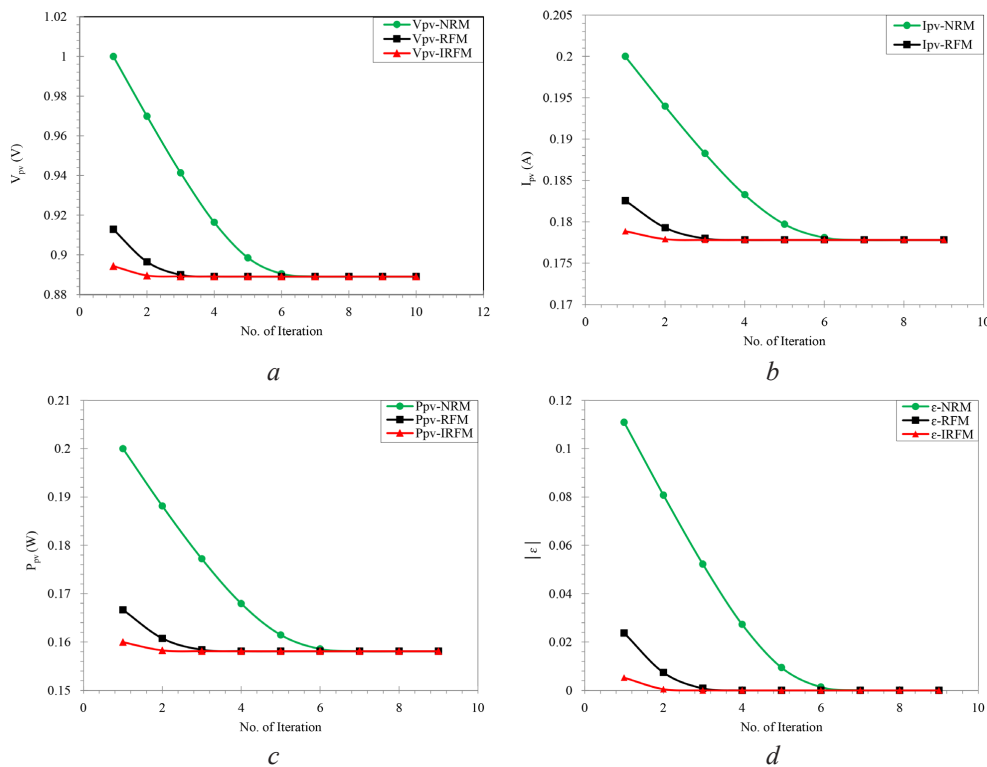 1.02
1
0.98
0.96
0.94
0.92
0.9
0.88
V_pv (V)
0 2 4 6 8 10 12
No. of Iteration
Vpv-NRM
Vpv-RFM
Vpv-IRFM
a
0.205
0.2
0.195
0.19
0.185
0.18
0.175
0.17
I_pv (A)
0 2 4 6 8 10
No. of Iteration
Ipv-NRM
Ipv-RFM
b
0.21
0.2
0.19
0.18
0.17
0.16
0.15
P_pv (W)
0 2 4 6 8 10
No. of Iteration
Ppv-NRM
Ppv-RFM
Ppv-IRFM
c
0.12
0.1
0.08
0.06
0.04
0.02
0
| ε |
0 2 4 6 8 10
No. of Iteration
ε-NRM
ε-RFM
ε-IRFM
d